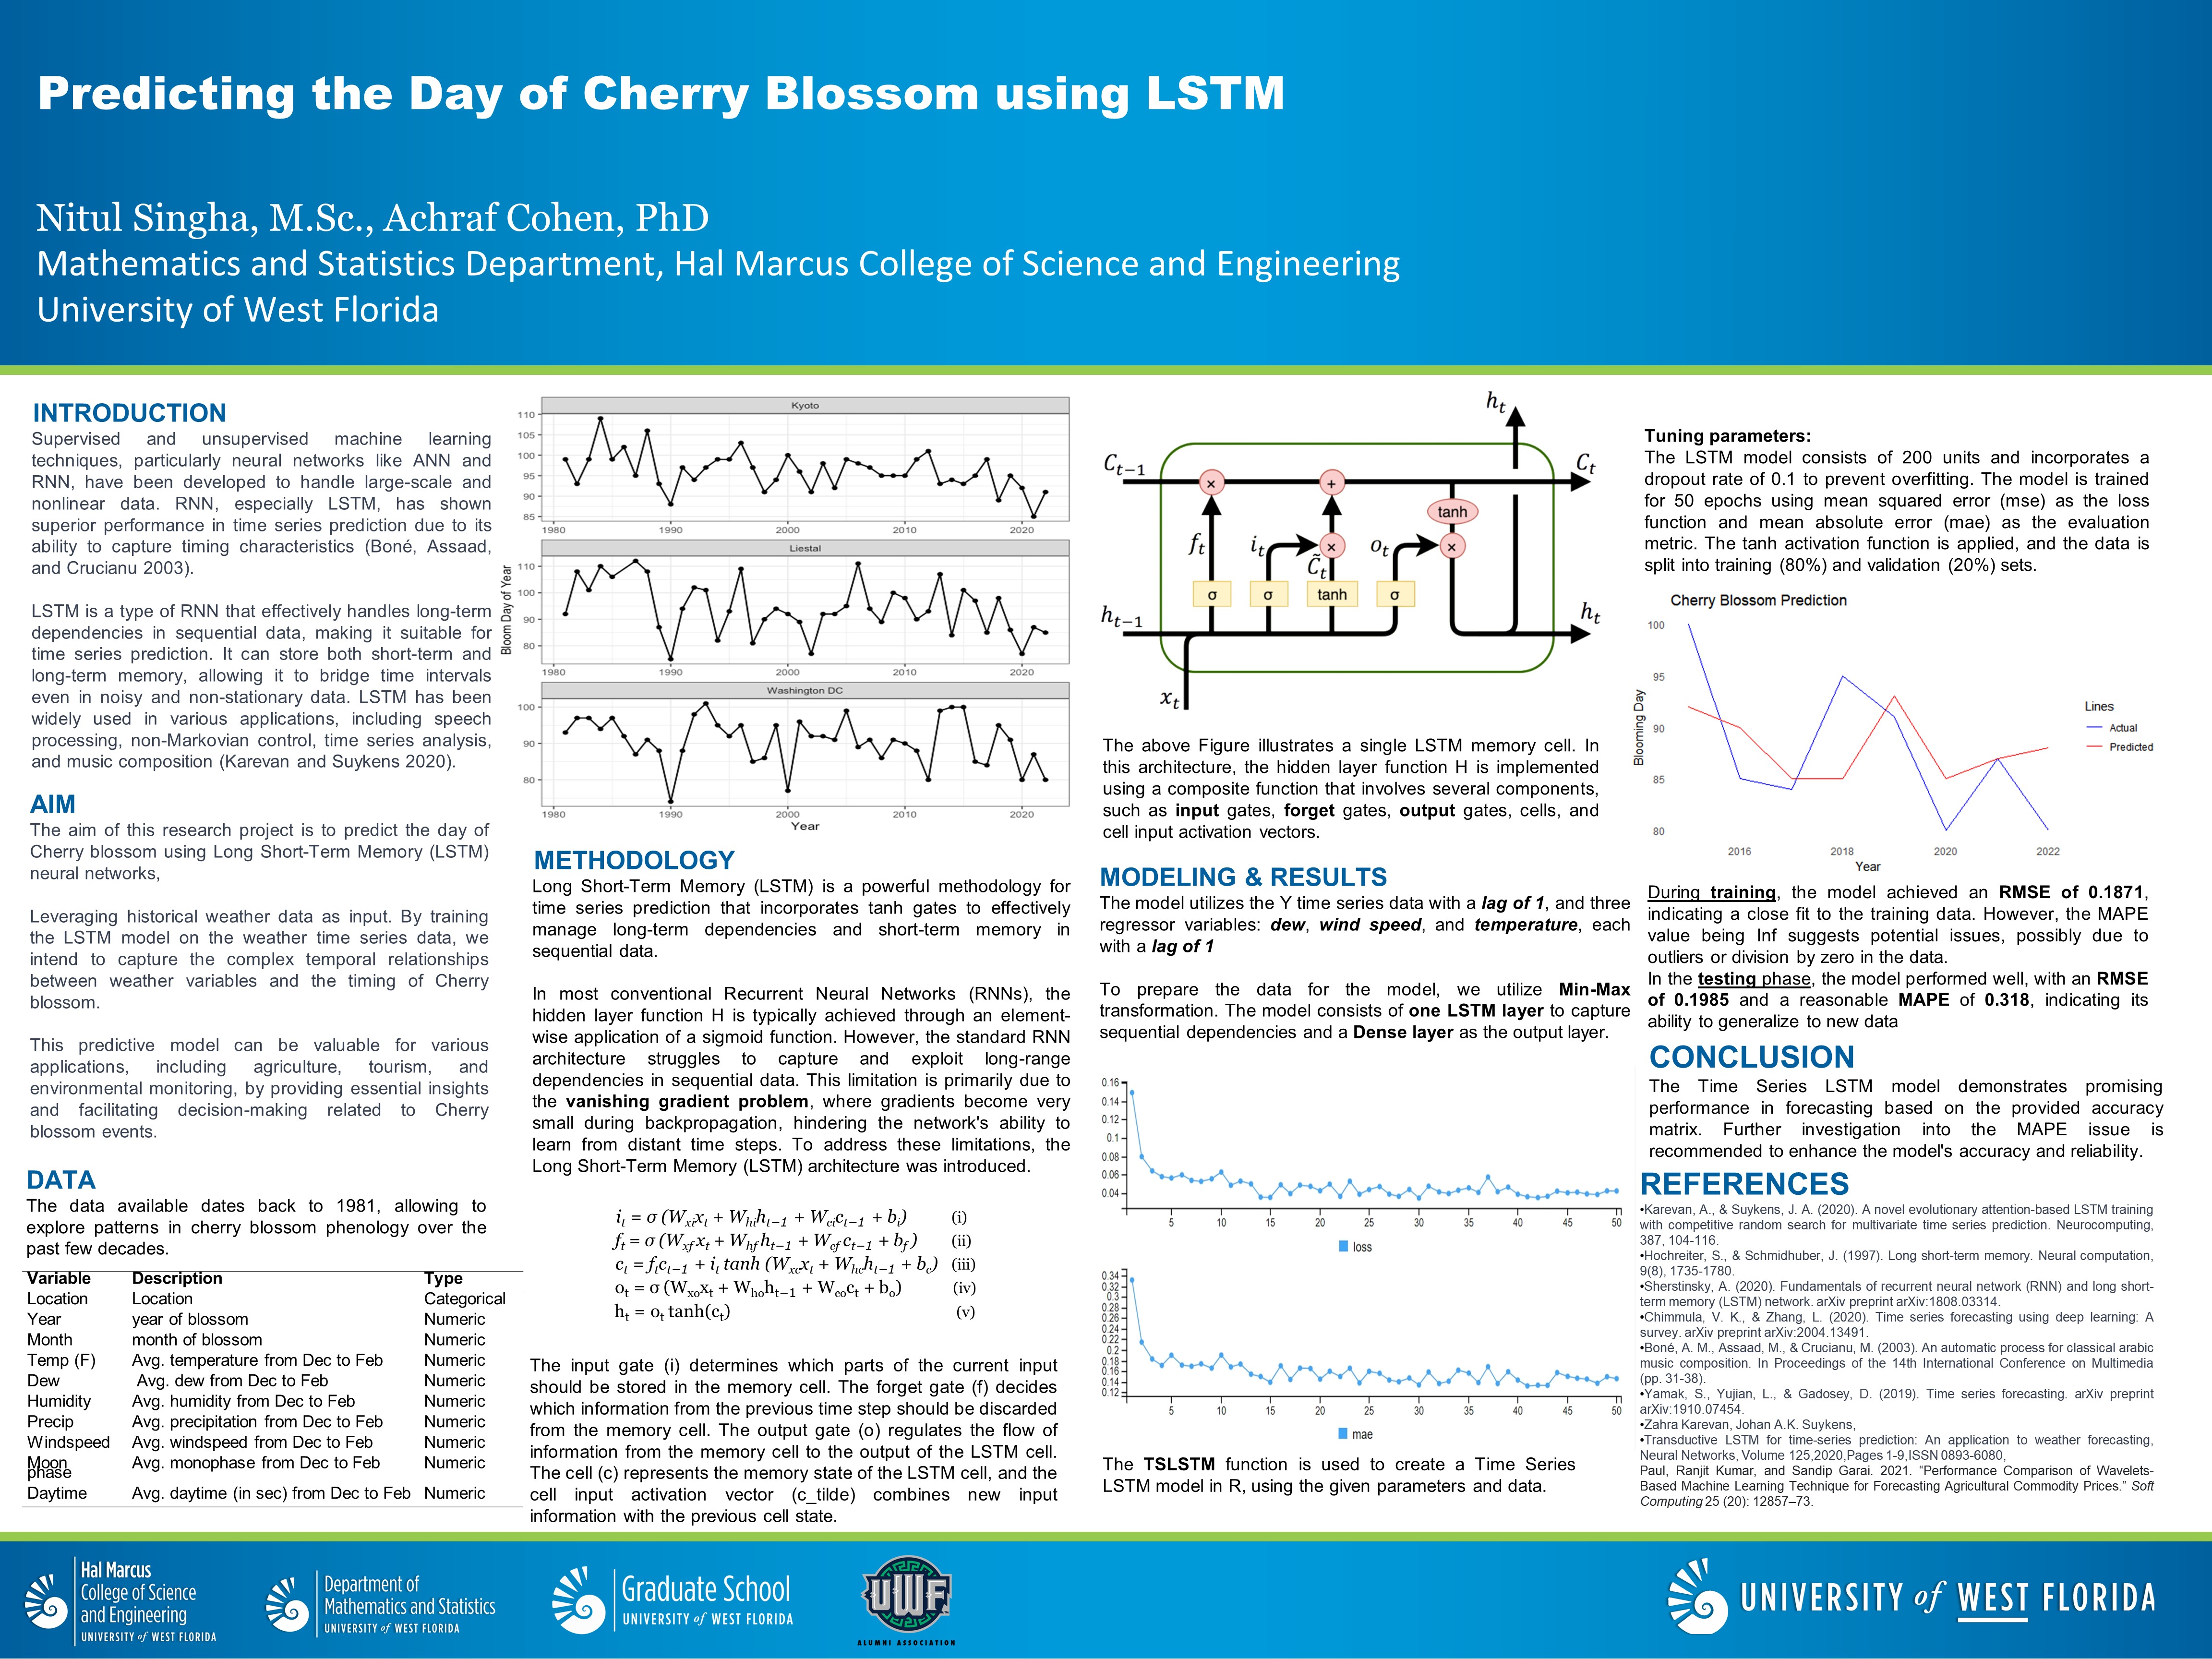 Predicting the Day of Cherry Blossom using LSTM
Nitul Singha, M.Sc., Achraf Cohen, PhD
Mathematics and Statistics Department, Hal Marcus College of Science and Engineering
University of West Florida
INTRODUCTION
Supervised and unsupervised machine learning
techniques, particularly neural networks like ANN and
RNN, have been developed to handle large-scale and
nonlinear data. RNN, especially LSTM, has shown
superior performance in time series prediction due to its
ability to capture timing characteristics (Boné, Assaad,
and Crucianu 2003).
LSTM is a type of RNN that effectively handles long-term
dependencies in sequential data, making it suitable for
time series prediction. It can store both short-term and
long-term memory, allowing it to bridge time intervals
even in noisy and non-stationary data. LSTM has been
widely used in various applications, including speech
processing, non-Markovian control, time series analysis,
and music composition (Karevan and Suykens 2020).
AIM
The aim of this research project is to predict the day of
Cherry blossom using Long Short-Term Memory (LSTM)
neural networks,
Leveraging historical weather data as input. By training
the LSTM model on the weather time series data, we
intend to capture the complex temporal relationships
between weather variables and the timing of Cherry
blossom.
This predictive model can be valuable for various
applications, including agriculture, tourism, and
environmental monitoring, by providing essential insights
and facilitating decision-making related to Cherry
blossom events.
DATA
The data available dates back to 1981, allowing to
explore patterns in cherry blossom phenology over the
past few decades.
Variable Description Type
Location Location Categorical
Year year of blossom Numeric
Month month of blossom Numeric
Temp (F) Avg. temperature from Dec to Feb Numeric
Dew Avg. dew from Dec to Feb Numeric
Humidity Avg. humidity from Dec to Feb Numeric
Precip Avg. precipitation from Dec to Feb Numeric
Windspeed Avg. windspeed from Dec to Feb Numeric
Moon phase Avg. monophase from Dec to Feb Numeric
Daytime Avg. daytime (in sec) from Dec to Feb Numeric
Bloom Day of Year
Kyoto
110
105
100
95
90
85
1980 1990 2000 2010 2020
Liestal
110
100
90
80
1980 1990 2000 2010 2020
Washington DC
100
90
80
1980 1990 2000 2010 2020
Year
METHODOLOGY
Long Short-Term Memory (LSTM) is a powerful methodology for
time series prediction that incorporates tanh gates to effectively
manage long-term dependencies and short-term memory in
sequential data.
In most conventional Recurrent Neural Networks (RNNs), the
hidden layer function H is typically achieved through an element-
wise application of a sigmoid function. However, the standard RNN
architecture struggles to capture and exploit long-range
dependencies in sequential data. This limitation is primarily due to
the vanishing gradient problem, where gradients become very
small during backpropagation, hindering the network's ability to
learn from distant time steps. To address these limitations, the
Long Short-Term Memory (LSTM) architecture was introduced.
i_t = σ (W_xi x_t + W_hi h_t−1 + W_ci c_t−1 + b_i) (i)
f_t = σ (W_xf x_t + W_hf h_t−1 + W_cf c_t−1 + b_f) (ii)
c_t = f_t c_t−1 + i_t tanh (W_xc x_t + W_hc h_t−1 + b_c) (iii)
o_t = σ (W_xo x_t + W_ho h_t−1 + W_co c_t + b_o) (iv)
h_t = o_t tanh(c_t) (v)
The input gate (i) determines which parts of the current input
should be stored in the memory cell. The forget gate (f) decides
which information from the previous time step should be discarded
from the memory cell. The output gate (o) regulates the flow of
information from the memory cell to the output of the LSTM cell.
The cell (c) represents the memory state of the LSTM cell, and the
cell input activation vector (c_tilde) combines new input
information with the previous cell state.
h_t
C_t−1 × + C_t
tanh
f_t i_t × o_t ×
C̃_t
σ σ tanh σ
h_t−1 h_t
x_t
The above Figure illustrates a single LSTM memory cell. In
this architecture, the hidden layer function H is implemented
using a composite function that involves several components,
such as input gates, forget gates, output gates, cells, and
cell input activation vectors.
MODELING & RESULTS
The model utilizes the Y time series data with a lag of 1, and three
regressor variables: dew, wind speed, and temperature, each
with a lag of 1
To prepare the data for the model, we utilize Min-Max
transformation. The model consists of one LSTM layer to capture
sequential dependencies and a Dense layer as the output layer.
0.16
0.14
0.12
0.1
0.08
0.06
0.04
5 10 15 20 25 30 35 40 45 50
loss
0.34
0.32
0.3
0.28
0.26
0.24
0.22
0.2
0.18
0.16
0.14
0.12
5 10 15 20 25 30 35 40 45 50
mae
The TSLSTM function is used to create a Time Series
LSTM model in R, using the given parameters and data.
Tuning parameters:
The LSTM model consists of 200 units and incorporates a
dropout rate of 0.1 to prevent overfitting. The model is trained
for 50 epochs using mean squared error (mse) as the loss
function and mean absolute error (mae) as the evaluation
metric. The tanh activation function is applied, and the data is
split into training (80%) and validation (20%) sets.
Cherry Blossom Prediction
100
95
90
85
80
Blooming Day
2016 2018 2020 2022
Year
Lines
Actual
Predicted
During training, the model achieved an RMSE of 0.1871,
indicating a close fit to the training data. However, the MAPE
value being Inf suggests potential issues, possibly due to
outliers or division by zero in the data.
In the testing phase, the model performed well, with an RMSE
of 0.1985 and a reasonable MAPE of 0.318, indicating its
ability to generalize to new data
CONCLUSION
The Time Series LSTM model demonstrates promising
performance in forecasting based on the provided accuracy
matrix. Further investigation into the MAPE issue is
recommended to enhance the model's accuracy and reliability.
REFERENCES
•Karevan, A., & Suykens, J. A. (2020). A novel evolutionary attention-based LSTM training
with competitive random search for multivariate time series prediction. Neurocomputing,
387, 104-116.
•Hochreiter, S., & Schmidhuber, J. (1997). Long short-term memory. Neural computation,
9(8), 1735-1780.
•Sherstinsky, A. (2020). Fundamentals of recurrent neural network (RNN) and long short-
term memory (LSTM) network. arXiv preprint arXiv:1808.03314.
•Chimmula, V. K., & Zhang, L. (2020). Time series forecasting using deep learning: A
survey. arXiv preprint arXiv:2004.13491.
•Boné, A. M., Assaad, M., & Crucianu, M. (2003). An automatic process for classical arabic
music composition. In Proceedings of the 14th International Conference on Multimedia
(pp. 31-38).
•Yamak, S., Yujian, L., & Gadosey, D. (2019). Time series forecasting. arXiv preprint
arXiv:1910.07454.
•Zahra Karevan, Johan A.K. Suykens,
•Transductive LSTM for time-series prediction: An application to weather forecasting,
Neural Networks, Volume 125,2020,Pages 1-9,ISSN 0893-6080,
Paul, Ranjit Kumar, and Sandip Garai. 2021. “Performance Comparison of Wavelets-
Based Machine Learning Technique for Forecasting Agricultural Commodity Prices.” Soft
Computing 25 (20): 12857–73.
Hal Marcus
College of Science
and Engineering
UNIVERSITY of WEST FLORIDA
Department of
Mathematics and Statistics
UNIVERSITY of WEST FLORIDA
Graduate School
UNIVERSITY of WEST FLORIDA
UWF
ALUMNI ASSOCIATION
UNIVERSITY of WEST FLORIDA